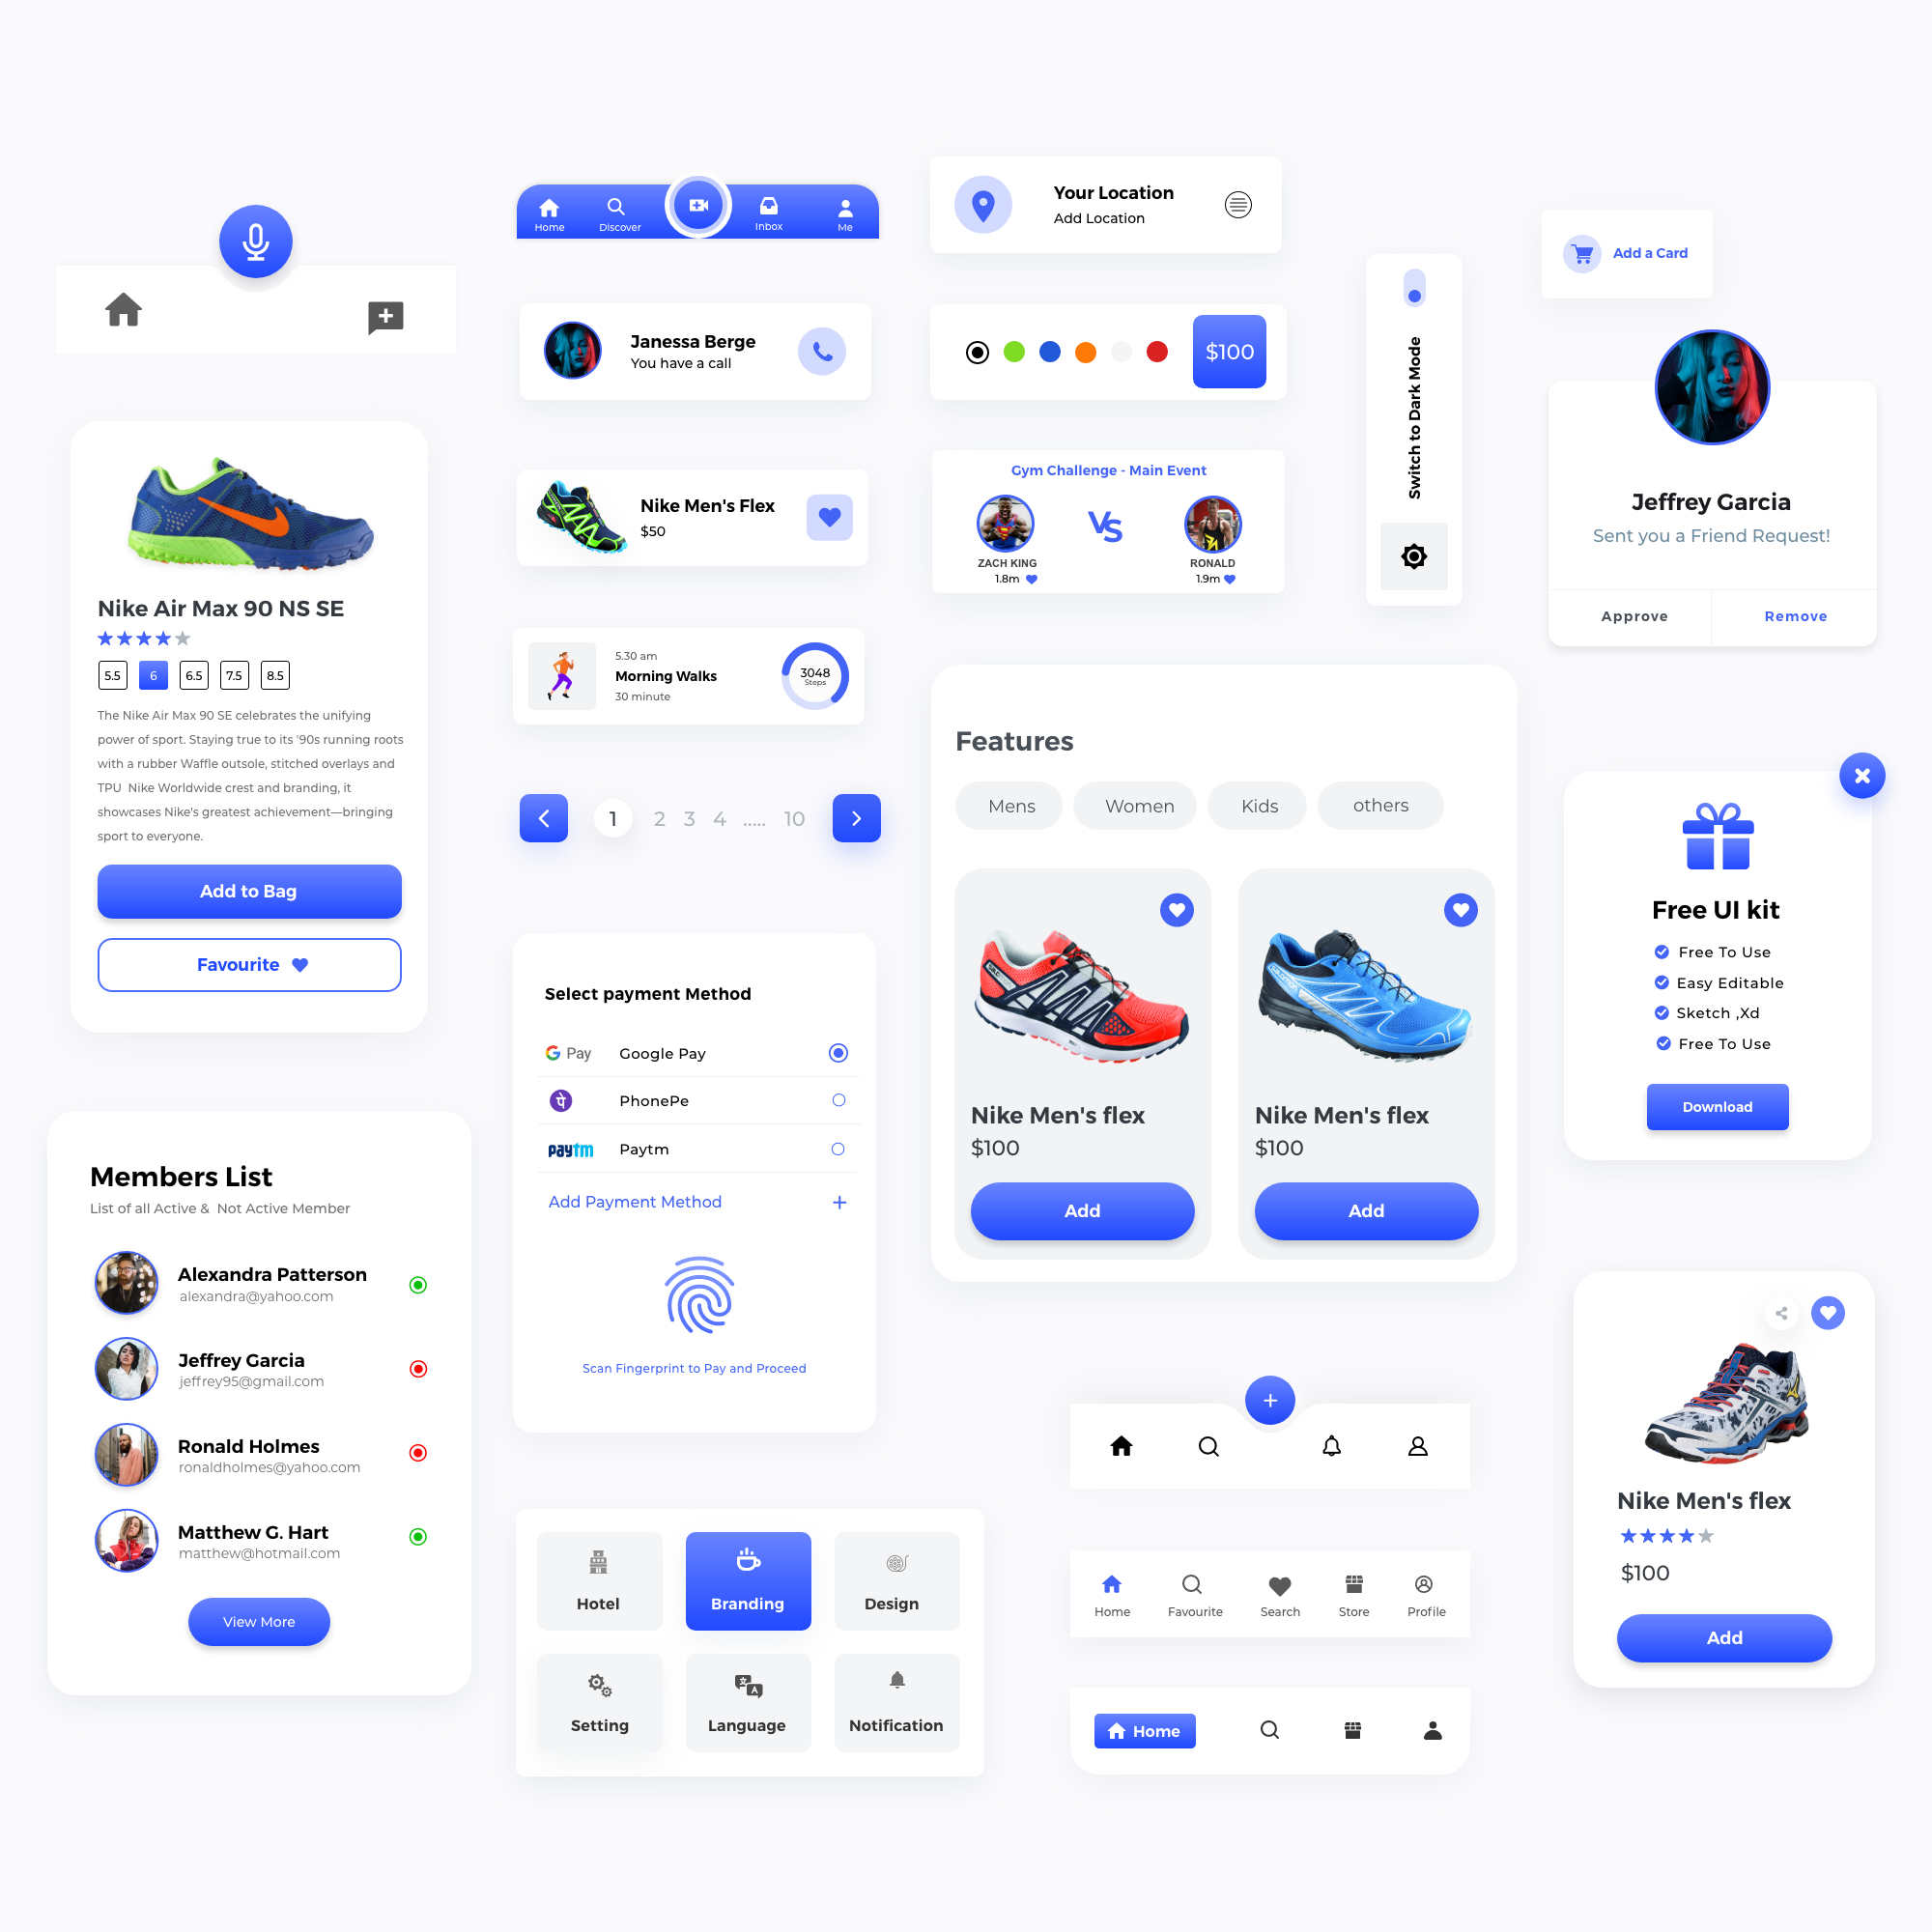 Home
Discover
Inbox
Me
Janessa Berge
You have a call
Nike Men's Flex
$50
5.30 am
Morning Walks
30 minute
3048
Steps
1 2 3 4 ..... 10
Your Location
Add Location
$100
Gym Challenge - Main Event
VS
ZACH KING
1.8m
RONALD
1.9m
Switch to Dark Mode
Add a Card
Jeffrey Garcia
Sent you a Friend Request!
Approve
Remove
Nike Air Max 90 NS SE
5.5 6 6.5 7.5 8.5
The Nike Air Max 90 SE celebrates the unifying
power of sport. Staying true to its '90s running roots
with a rubber Waffle outsole, stitched overlays and
TPU  Nike Worldwide crest and branding, it
showcases Nike's greatest achievement—bringing
sport to everyone.
Add to Bag
Favourite
Members List
List of all Active &  Not Active Member
Alexandra Patterson
alexandra@yahoo.com
Jeffrey Garcia
jeffrey95@gmail.com
Ronald Holmes
ronaldholmes@yahoo.com
Matthew G. Hart
matthew@hotmail.com
View More
Select payment Method
G Pay
Google Pay
पे
PhonePe
paytm
Paytm
Add Payment Method
Scan Fingerprint to Pay and Proceed
Hotel
Branding
Design
Setting
A
Language
Notification
Features
Mens
Women
Kids
others
SALOMON
Nike Men's flex
$100
Add
Nike Men's flex
$100
Add
Home
Favourite
Search
Store
Profile
Home
Free UI kit
Free To Use
Easy Editable
Sketch ,Xd
Free To Use
Download
Nike Men's flex
$100
Add